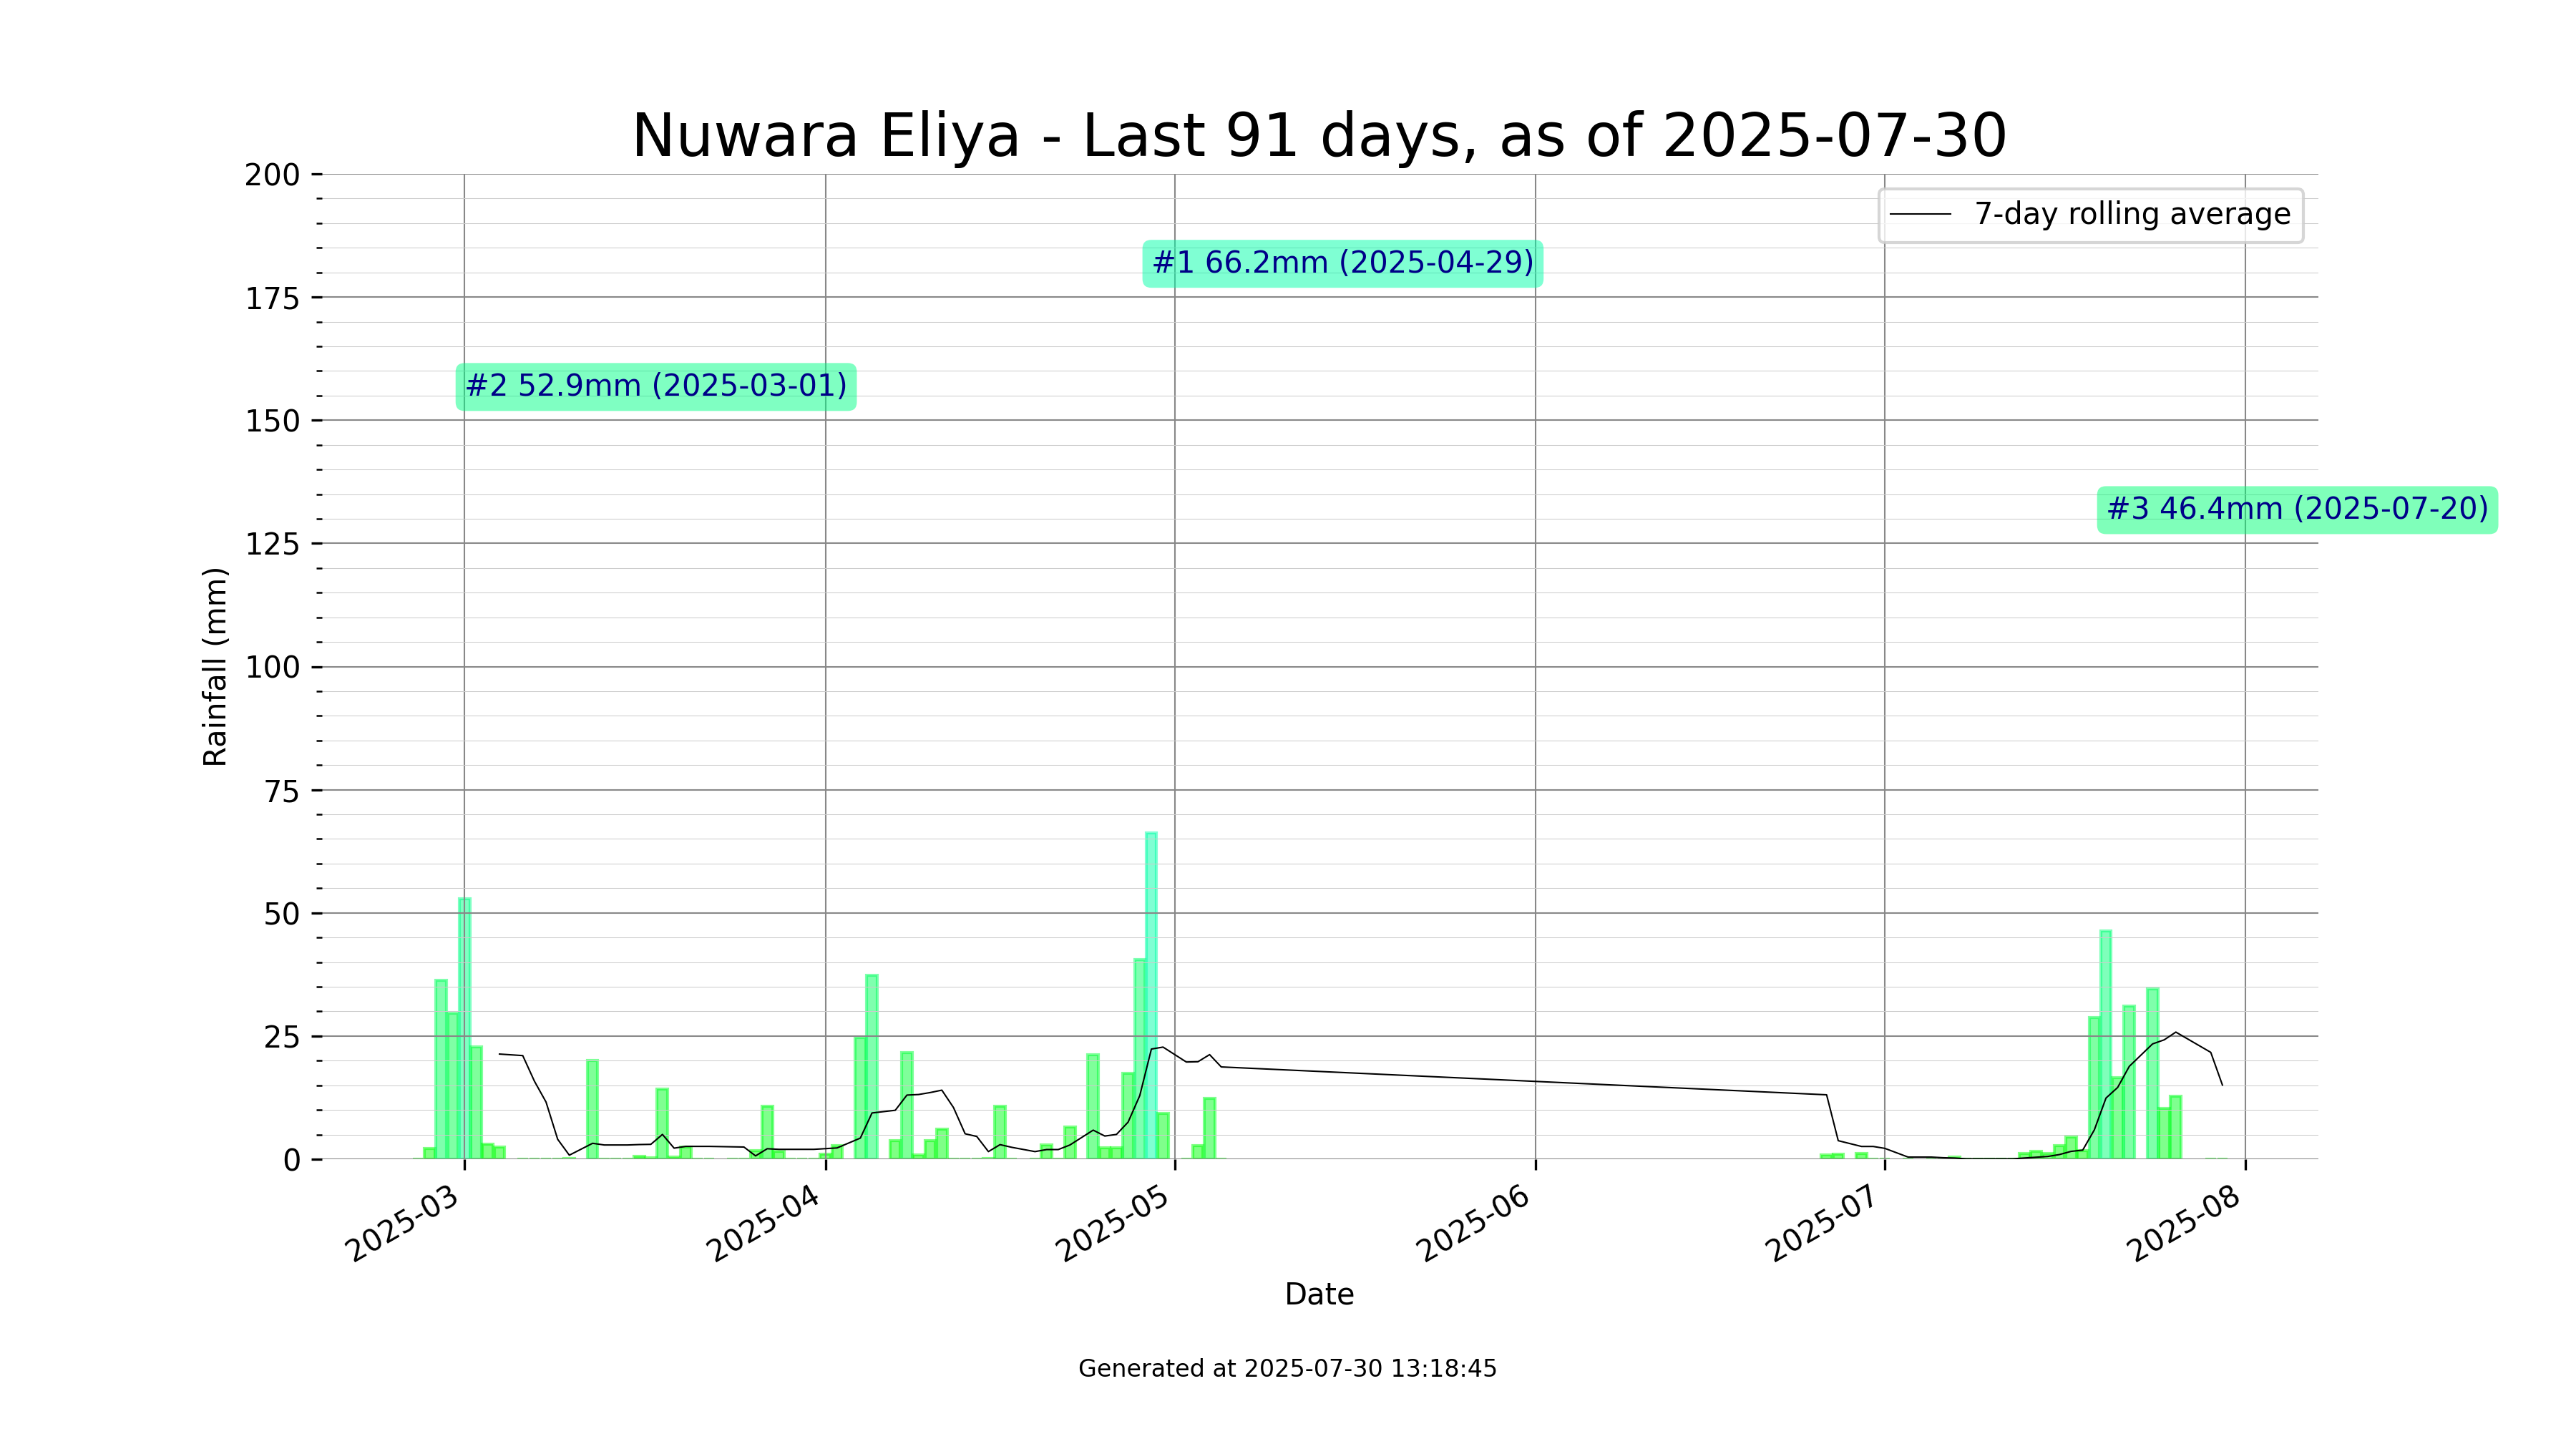 Nuwara Eliya - Last 91 days, as of 2025-07-30
200
175
150
125
100
75
50
25
0
Rainfall (mm)
7-day rolling average
#1 66.2mm (2025-04-29)
#2 52.9mm (2025-03-01)
#3 46.4mm (2025-07-20)
2025-03
2025-04
2025-05
2025-06
2025-07
2025-08
Date
Generated at 2025-07-30 13:18:45